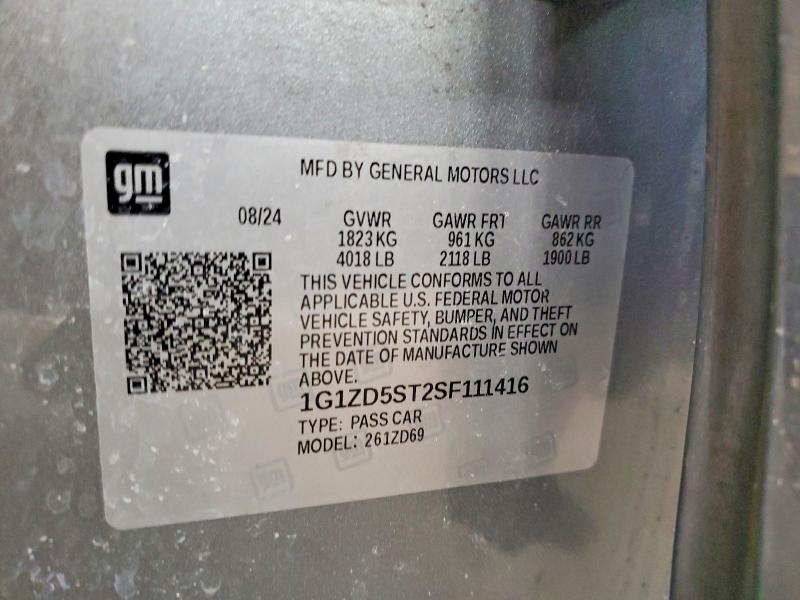 gm
MFD BY GENERAL MOTORS LLC
08/24 GVWR GAWR FRT GAWR RR
1823 KG 961 KG 862 KG
4018 LB 2118 LB 1900 LB
THIS VEHICLE CONFORMS TO ALL
APPLICABLE U.S. FEDERAL MOTOR
VEHICLE SAFETY, BUMPER, AND THEFT
PREVENTION STANDARDS IN EFFECT ON
THE DATE OF MANUFACTURE SHOWN
ABOVE.
1G1ZD5ST2SF111416
TYPE: PASS CAR
MODEL: 261ZD69